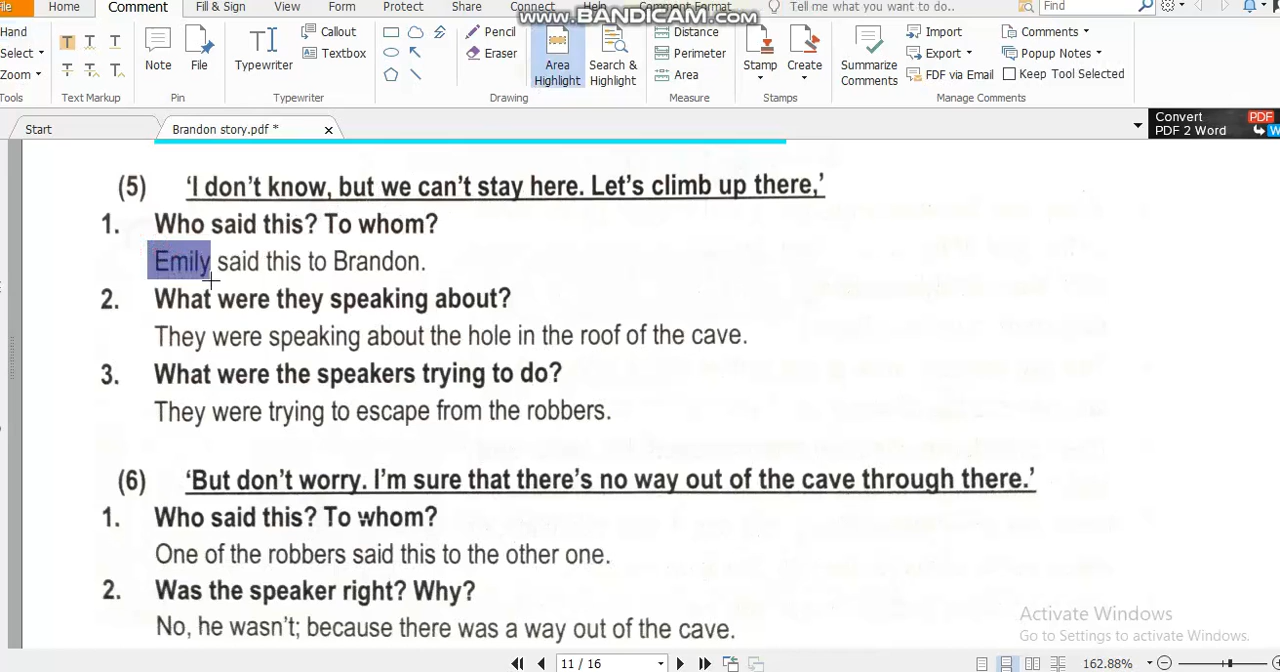 File Home Comment Fill & Sign View Form Protect Share Connect Help Comment Format Tell me what you want to do.. Find
www.BANDICAM.com
Hand Select Zoom Tools
T T T T T T Text Markup
Note File Pin
Typewriter Callout Textbox Typewriter
Pencil Eraser Area Highlight Search & Highlight Drawing
Distance Perimeter Area Measure
Stamp Create Stamps
Summarize Comments Import Export FDF via Email Comments Popup Notes Keep Tool Selected Manage Comments
Start Brandon story.pdf * Convert PDF
PDF 2 Word W
(5) ‘I don’t know, but we can’t stay here. Let’s climb up there,’
1. Who said this? To whom?
Emily said this to Brandon.
2. What were they speaking about?
They were speaking about the hole in the roof of the cave.
3. What were the speakers trying to do?
They were trying to escape from the robbers.
(6) ‘But don’t worry. I’m sure that there’s no way out of the cave through there.’
1. Who said this? To whom?
One of the robbers said this to the other one.
2. Was the speaker right? Why?
No, he wasn’t; because there was a way out of the cave.
Activate Windows
Go to Settings to activate Windows.
11 / 16 162.88%